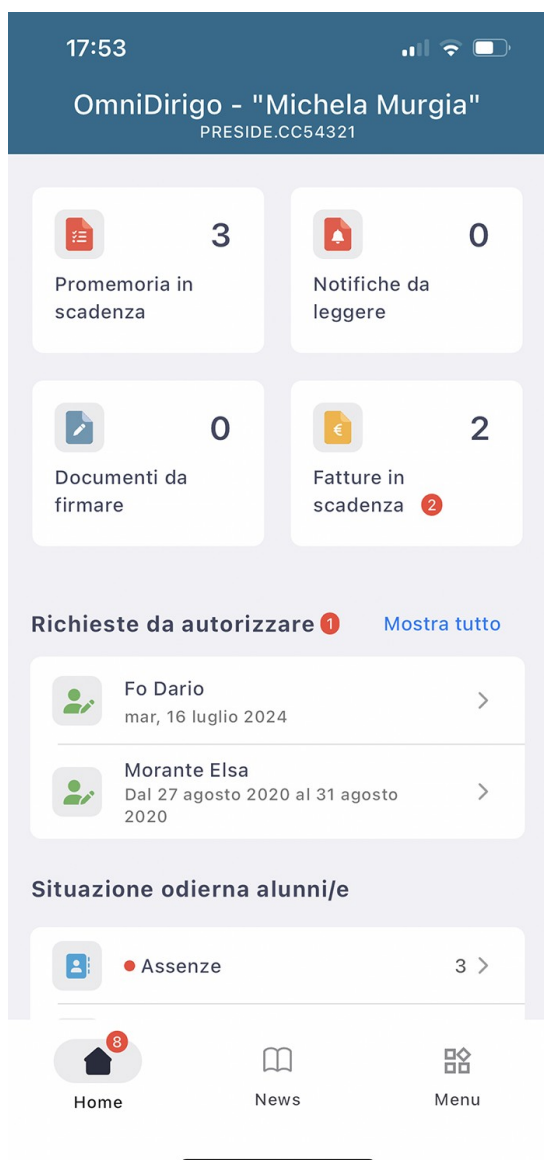 17:53
OmniDirigo - "Michela Murgia"
PRESIDE.CC54321
3
Promemoria in
scadenza
0
Notifiche da
leggere
0
Documenti da
firmare
2
Fatture in
scadenza 2
Richieste da autorizzare 1 Mostra tutto
Fo Dario
mar, 16 luglio 2024
Morante Elsa
Dal 27 agosto 2020 al 31 agosto
2020
Situazione odierna alunni/e
Assenze 3
8
Home News Menu